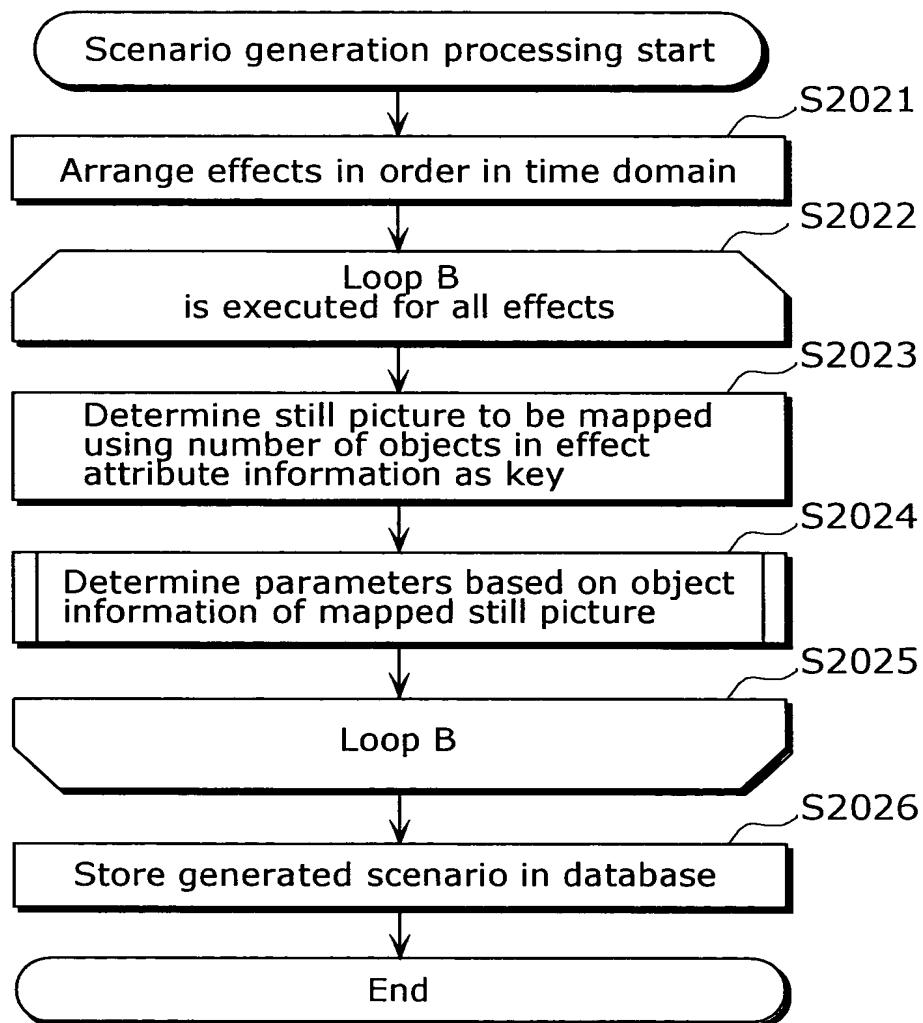 Scenario generation processing start
S2021
Arrange effects in order in time domain
S2022
Loop B
is executed for all effects
S2023
Determine still picture to be mapped
using number of objects in effect
attribute information as key
S2024
Determine parameters based on object
information of mapped still picture
S2025
Loop B
S2026
Store generated scenario in database
End